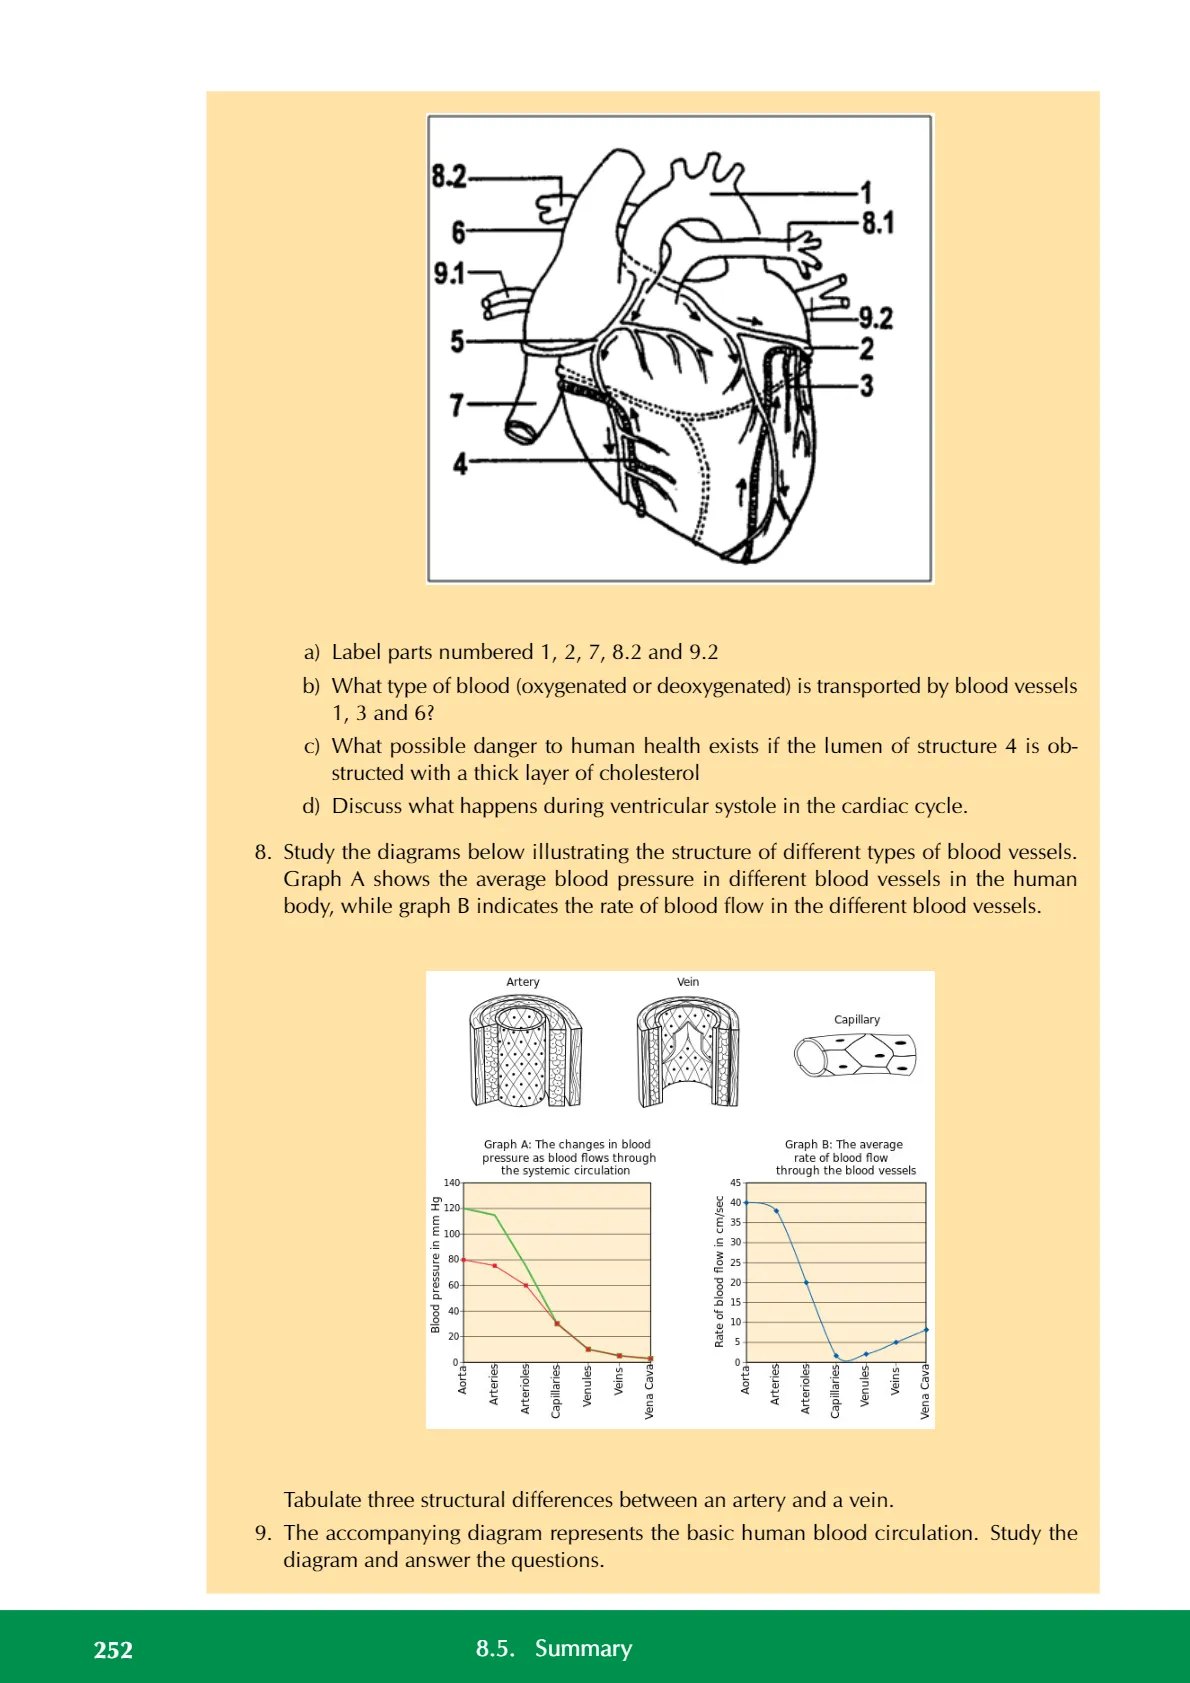 8.2
6
9.1
5
7
4
1
8.1
9.2
2
3
a) Label parts numbered 1, 2, 7, 8.2 and 9.2
b) What type of blood (oxygenated or deoxygenated) is transported by blood vessels
1, 3 and 6?
c) What possible danger to human health exists if the lumen of structure 4 is ob-
structed with a thick layer of cholesterol
d) Discuss what happens during ventricular systole in the cardiac cycle.
8. Study the diagrams below illustrating the structure of different types of blood vessels.
Graph A shows the average blood pressure in different blood vessels in the human
body, while graph B indicates the rate of blood flow in the different blood vessels.
Artery
Vein
Capillary
Graph A: The changes in blood
pressure as blood flows through
the systemic circulation
Blood pressure in mm Hg
140
120
100
80
60
40
20
0
Aorta
Arteries
Arterioles
Capillaries
Venules
Veins
Vena Cava
Graph B: The average
rate of blood flow
through the blood vessels
Rate of blood flow in cm/sec
45
40
35
30
25
20
15
10
5
0
Aorta
Arteries
Arterioles
Capillaries
Venules
Veins
Vena Cava
Tabulate three structural differences between an artery and a vein.
9. The accompanying diagram represents the basic human blood circulation. Study the
diagram and answer the questions.
252
8.5. Summary